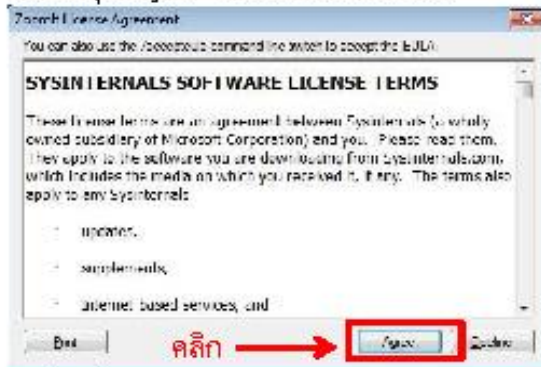 ZoomIt License Agreement
You can also use the /accepteula command line switch to accept the EULA.
SYSINTERNALS SOFTWARE LICENSE TERMS
These license terms are an agreement between Sysinternals (a wholly
owned subsidiary of Microsoft Corporation) and you. Please read them.
They apply to the software you are downloading from Systinternals.com,
which includes the media on which you received it, if any. The terms also
apply to any Sysinternals
· updates,
· supplements,
· Internet-based services, and
Print
คลิก
Agree
Decline